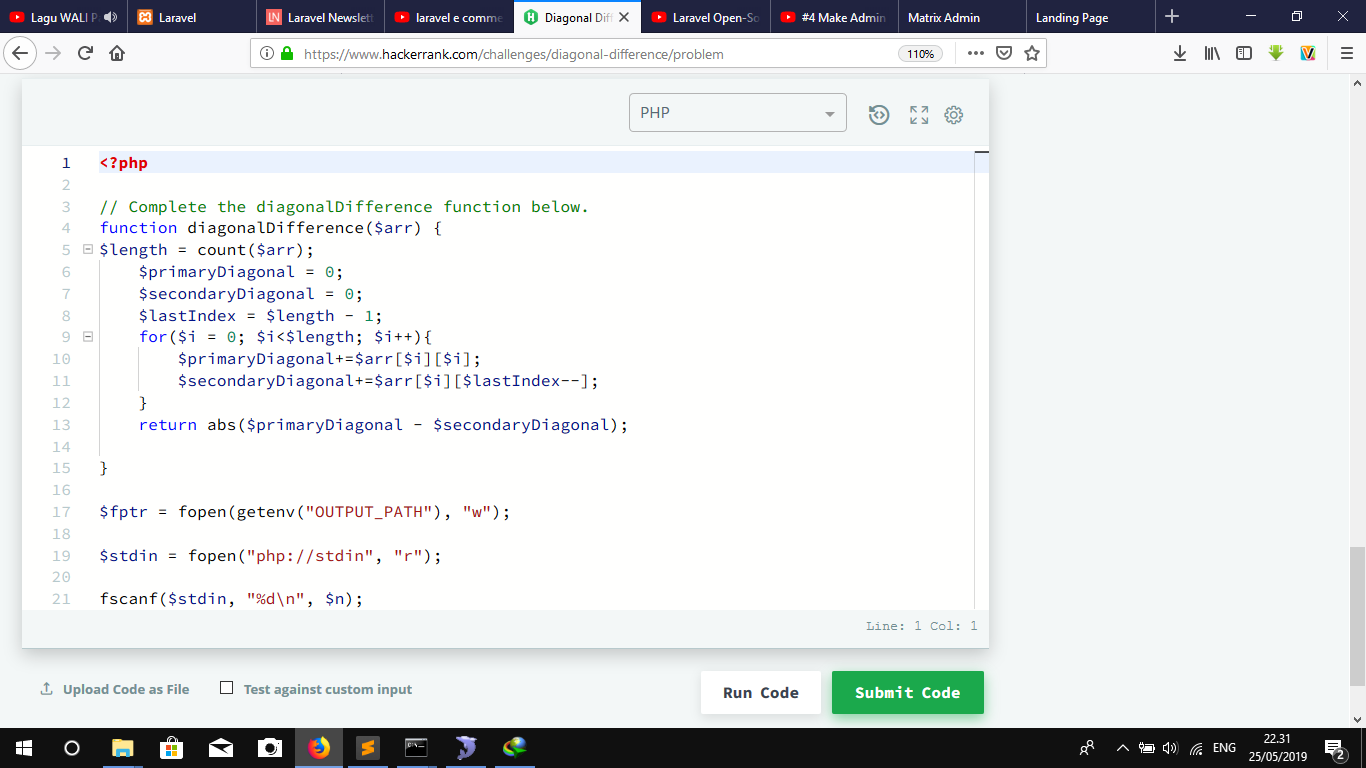 Lagu WALI P
Laravel
LN Laravel Newslett
laravel e comme
Diagonal Diff
Laravel Open-So
#4 Make Admin
Matrix Admin
Landing Page
https://www.hackerrank.com/challenges/diagonal-difference/problem
110%
PHP
1 <?php
2
3 // Complete the diagonalDifference function below.
4 function diagonalDifference($arr) {
5 $length = count($arr);
6 $primaryDiagonal = 0;
7 $secondaryDiagonal = 0;
8 $lastIndex = $length - 1;
9 for($i = 0; $i<$length; $i++){
10 $primaryDiagonal+=$arr[$i][$i];
11 $secondaryDiagonal+=$arr[$i][$lastIndex--];
12 }
13 return abs($primaryDiagonal - $secondaryDiagonal);
14
15 }
16
17 $fptr = fopen(getenv("OUTPUT_PATH"), "w");
18
19 $stdin = fopen("php://stdin", "r");
20
21 fscanf($stdin, "%d\n", $n);
Line: 1 Col: 1
Upload Code as File
Test against custom input
Run Code
Submit Code
ENG
22.31
25/05/2019
2